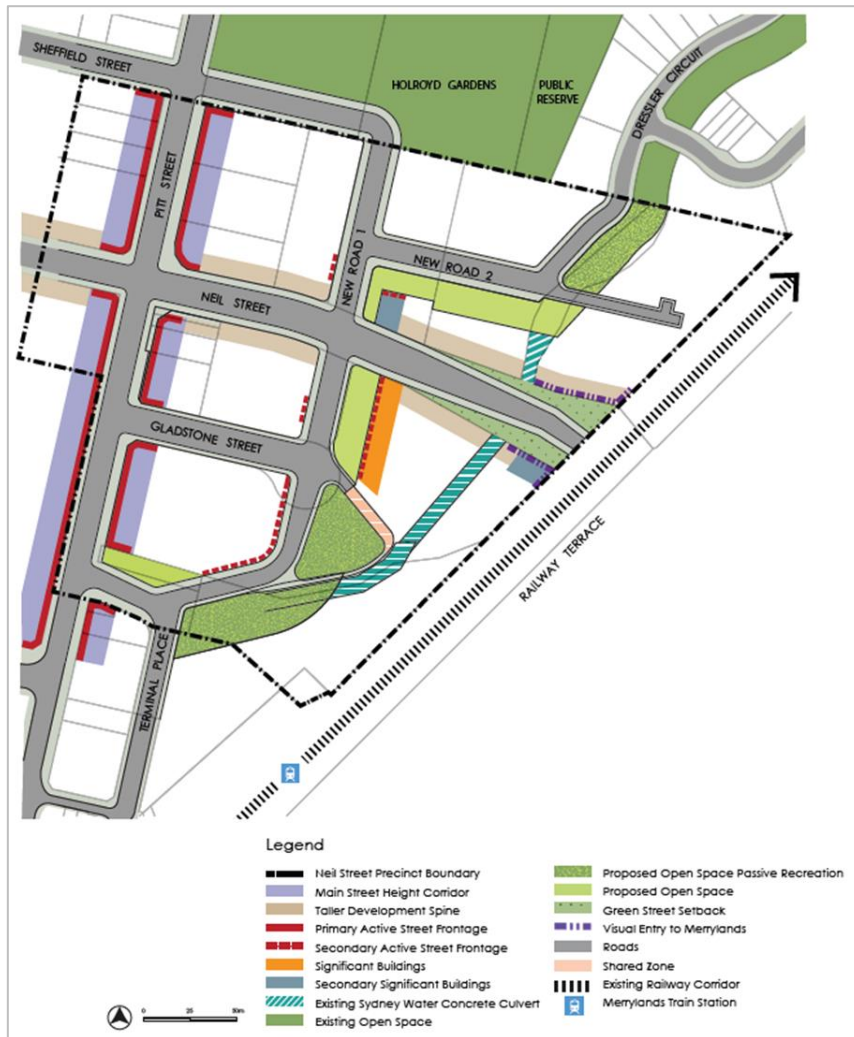 SHEFFIELD STREET
HOLROYD GARDENS
PUBLIC
RESERVE
DRESSLER CIRCUIT
PITT STREET
NEW ROAD 1
NEW ROAD 2
NEIL STREET
GLADSTONE STREET
RAILWAY TERRACE
TERMINAL PLACE
Legend
Neil Street Precinct Boundary
Main Street Height Corridor
Taller Development Spine
Primary Active Street Frontage
Secondary Active Street Frontage
Significant Buildings
Secondary Significant Buildings
Existing Sydney Water Concrete Culvert
Existing Open Space
Proposed Open Space Passive Recreation
Proposed Open Space
Green Street Setback
Visual Entry to Merrylands
Roads
Shared Zone
Existing Railway Corridor
Merrylands Train Station
0 25 50m